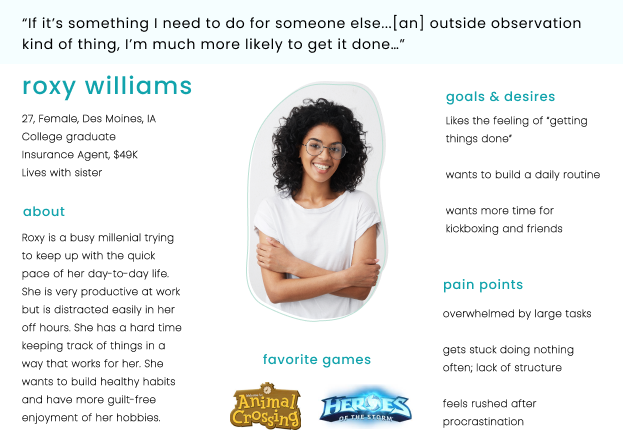 “If it’s something I need to do for someone else...[an] outside observation
kind of thing, I’m much more likely to get it done…”
roxy williams
27, Female, Des Moines, IA
College graduate
Insurance Agent, $49K
Lives with sister
about
Roxy is a busy millenial trying
to keep up with the quick
pace of her day-to-day life.
She is very productive at work
but is distracted easily in her
off hours. She has a hard time
keeping track of things in a
way that works for her. She
wants to build healthy habits
and have more guilt-free
enjoyment of her hobbies.
favorite games
Animal
Crossing
HEROES
OF THE STORM
goals & desires
Likes the feeling of “getting
things done”
wants to build a daily routine
wants more time for
kickboxing and friends
pain points
overwhelmed by large tasks
gets stuck doing nothing
often; lack of structure
feels rushed after
procrastination